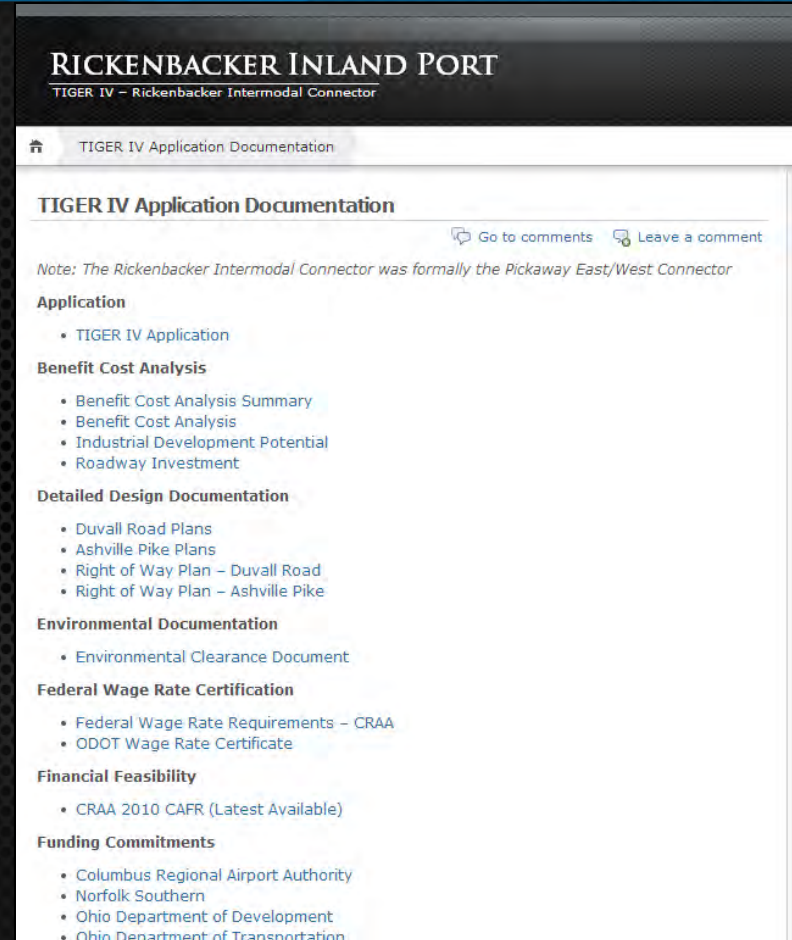 RICKENBACKER INLAND PORT
TIGER IV – Rickenbacker Intermodal Connector
TIGER IV Application Documentation
TIGER IV Application Documentation
Go to comments Leave a comment
Note: The Rickenbacker Intermodal Connector was formally the Pickaway East/West Connector
Application
• TIGER IV Application
Benefit Cost Analysis
• Benefit Cost Analysis Summary
• Benefit Cost Analysis
• Industrial Development Potential
• Roadway Investment
Detailed Design Documentation
• Duvall Road Plans
• Ashville Pike Plans
• Right of Way Plan – Duvall Road
• Right of Way Plan – Ashville Pike
Environmental Documentation
• Environmental Clearance Document
Federal Wage Rate Certification
• Federal Wage Rate Requirements – CRAA
• ODOT Wage Rate Certificate
Financial Feasibility
• CRAA 2010 CAFR (Latest Available)
Funding Commitments
• Columbus Regional Airport Authority
• Norfolk Southern
• Ohio Department of Development
• Ohio Department of Transportation